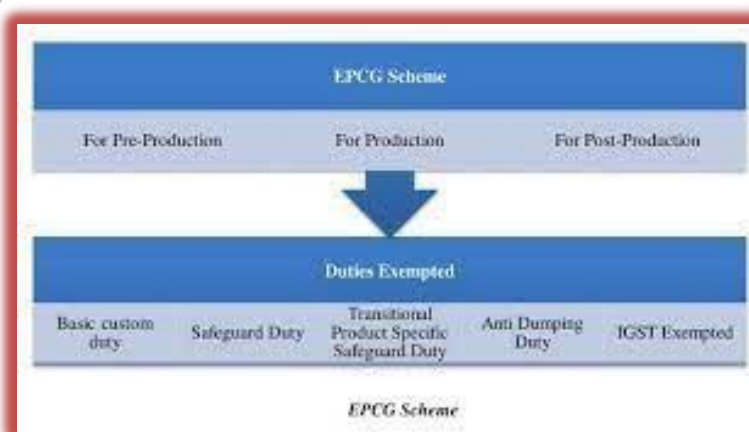 EPCG Scheme
For Pre-Production For Production For Post-Production
Duties Exempted
Basic custom duty
Safeguard Duty
Transitional Product Specific Safeguard Duty
Anti Dumping Duty
IGST Exempted
EPCG Scheme